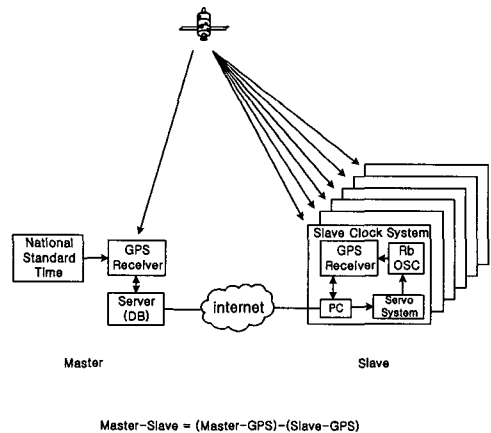 National
Standard
Time
GPS
Receiver
Server
(DB)
internet
Slave Clock System
GPS
Receiver
Rb
OSC
PC
Servo
System
Master
Slave
Master-Slave = (Master-GPS)-(Slave-GPS)